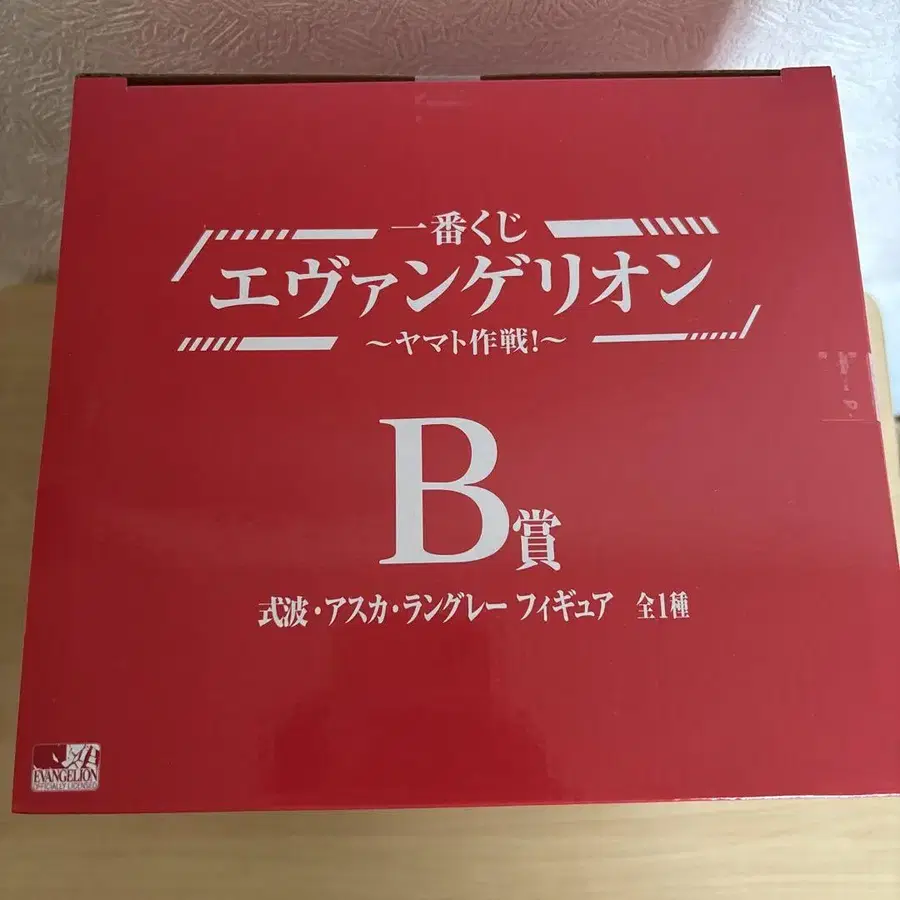 一番くじ
エヴァンゲリオン
～ヤマト作戦!～
B賞
式波・アスカ・ラングレー フィギュア 全1種
EVANGELION
OFFICIALLY LICENSED